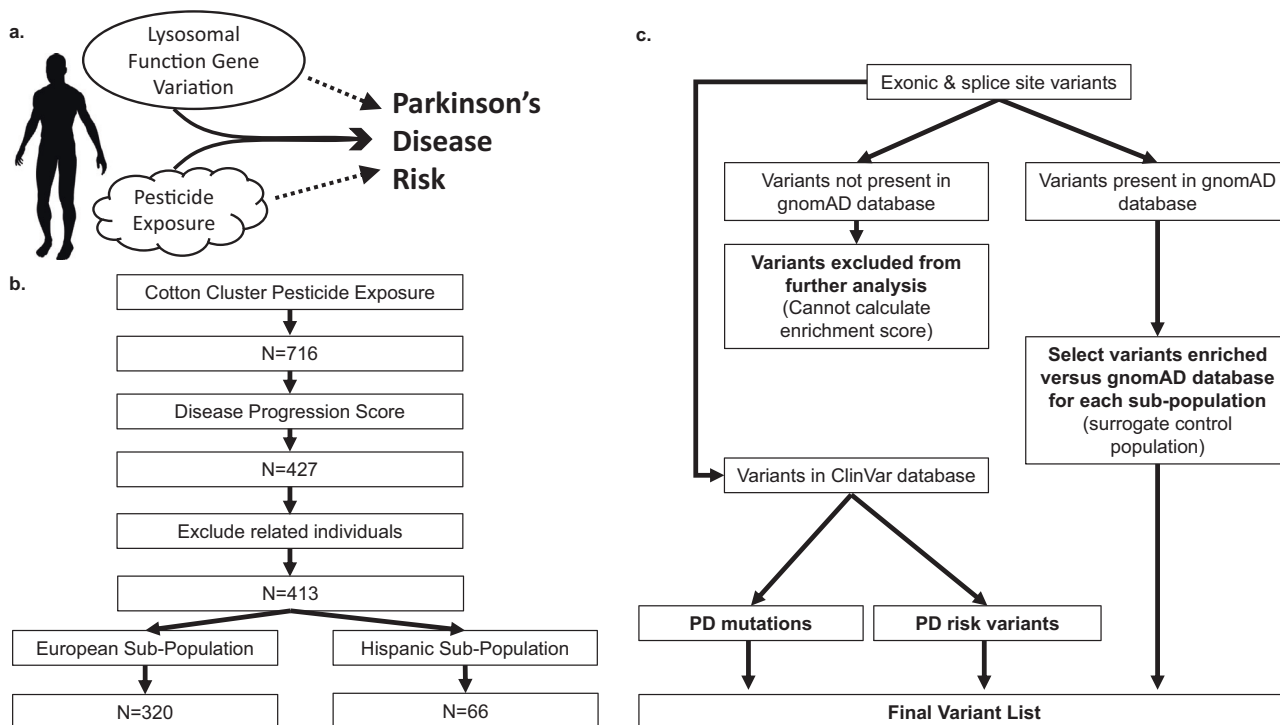 a.
Lysosomal
Function Gene
Variation
Pesticide
Exposure
Parkinson's
Disease
Risk
b.
Cotton Cluster Pesticide Exposure
N=716
Disease Progression Score
N=427
Exclude related individuals
N=413
European Sub-Population
Hispanic Sub-Population
N=320
N=66
c.
Exonic & splice site variants
Variants not present in
gnomAD database
Variants present in gnomAD
database
Variants excluded from
further analysis
(Cannot calculate
enrichment score)
Select variants enriched
versus gnomAD database
for each sub-population
(surrogate control
population)
Variants in ClinVar database
PD mutations
PD risk variants
Final Variant List